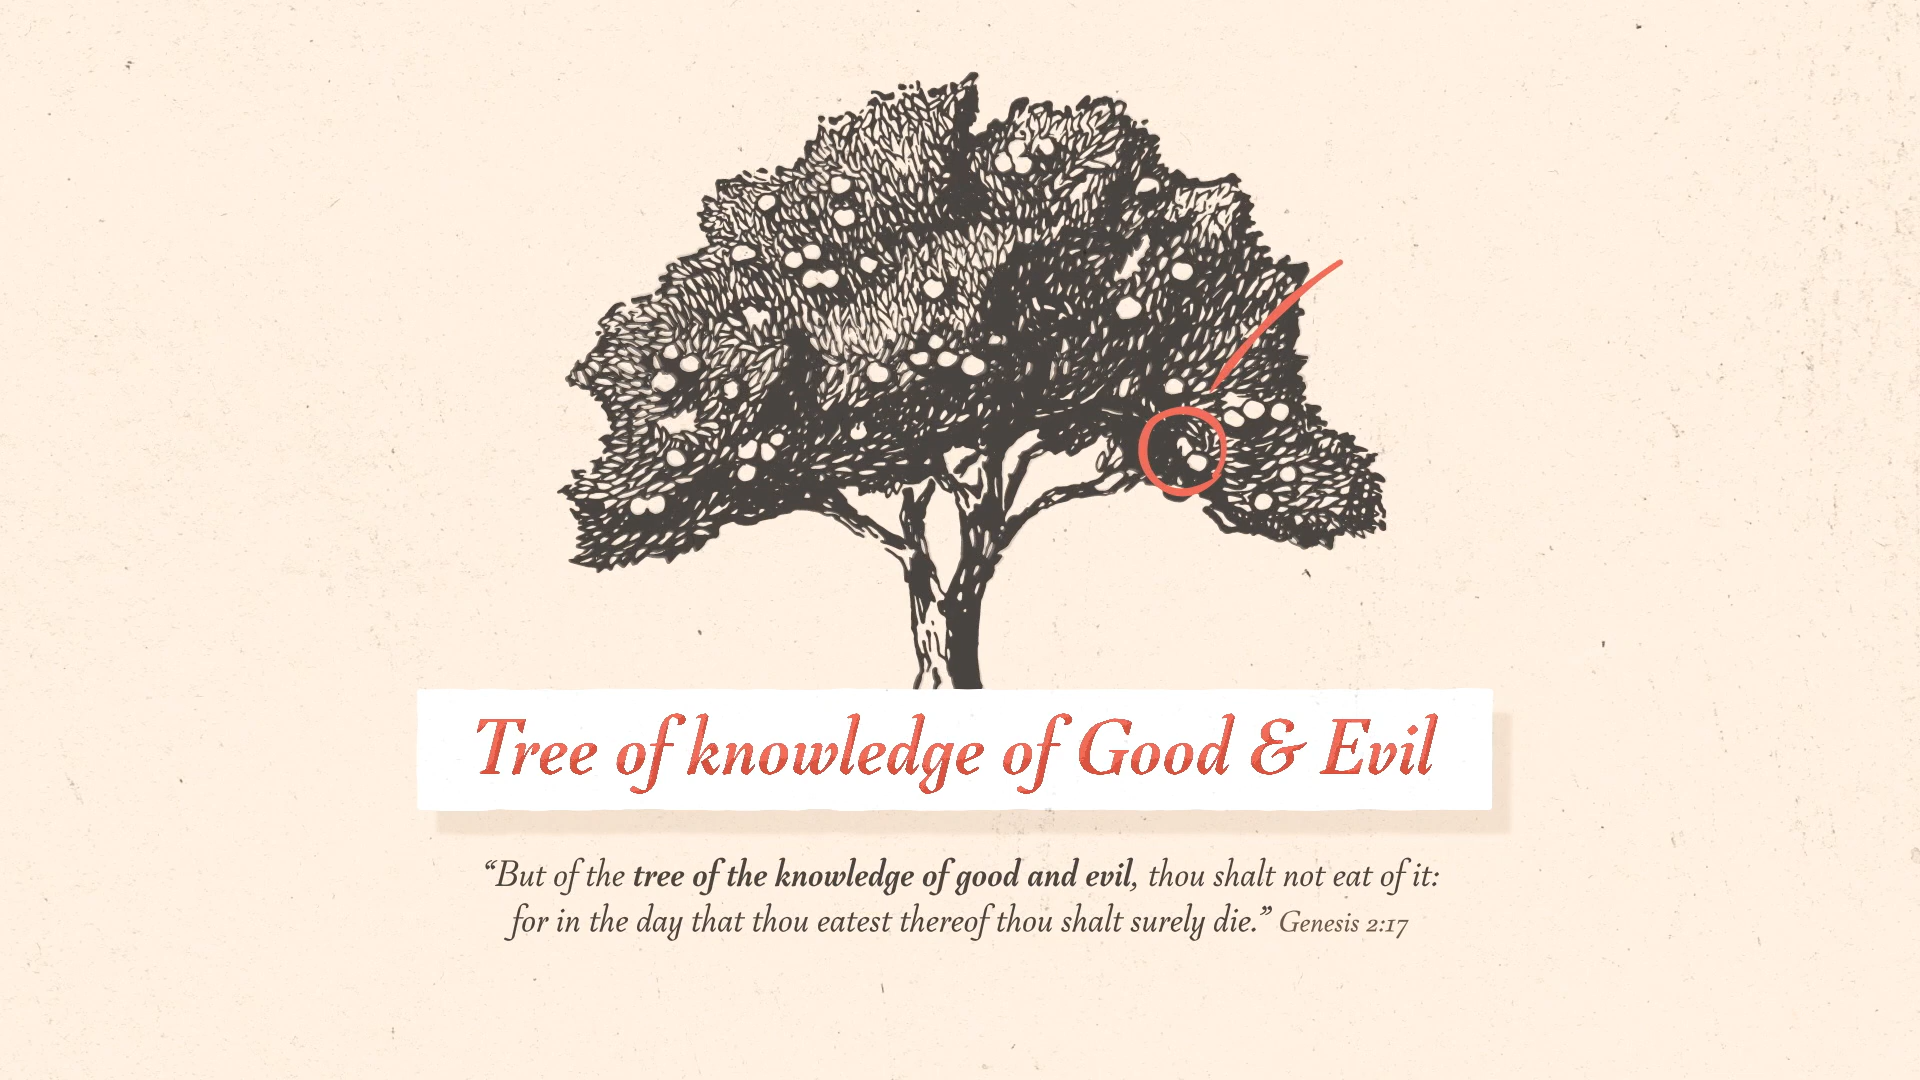 Tree of knowledge of Good & Evil
“But of the tree of the knowledge of good and evil, thou shalt not eat of it:
for in the day that thou eatest thereof thou shalt surely die.” Genesis 2:17